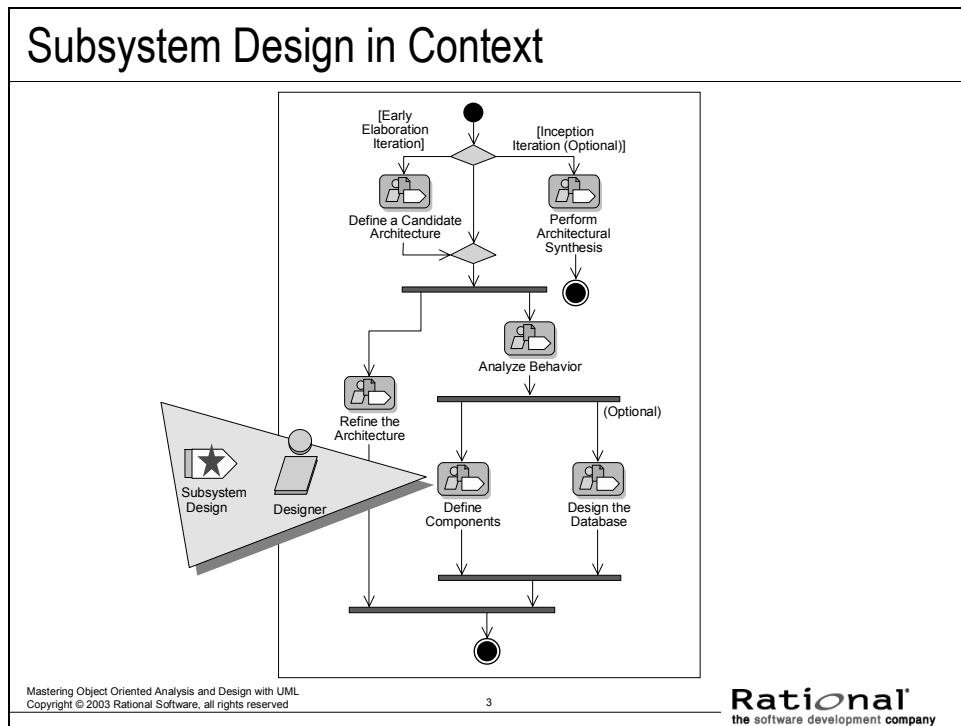 Subsystem Design in Context
[Early
Elaboration
Iteration]
[Inception
Iteration (Optional)]
Define a Candidate
Architecture
Perform
Architectural
Synthesis
Analyze Behavior
Refine the
Architecture
(Optional)
Subsystem
Design
Designer
Define
Components
Design the
Database
Mastering Object Oriented Analysis and Design with UML
Copyright © 2003 Rational Software, all rights reserved
3
Rational
the software development company